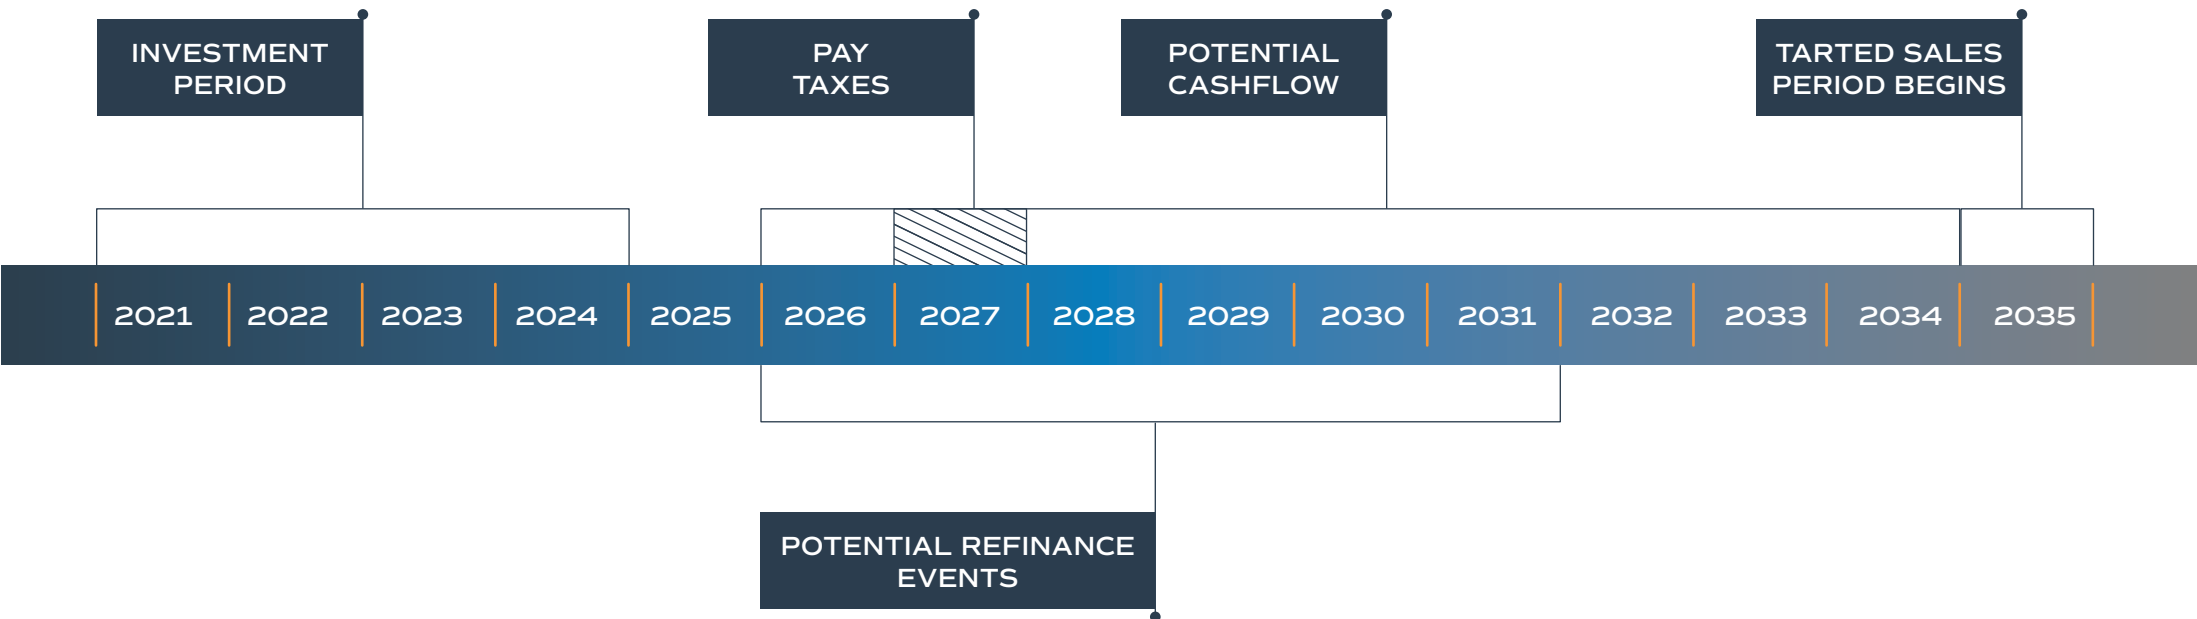 INVESTMENT
PERIOD
PAY
TAXES
POTENTIAL
CASHFLOW
TARTED SALES
PERIOD BEGINS
2021 2022 2023 2024 2025 2026 2027 2028 2029 2030 2031 2032 2033 2034 2035
POTENTIAL REFINANCE
EVENTS